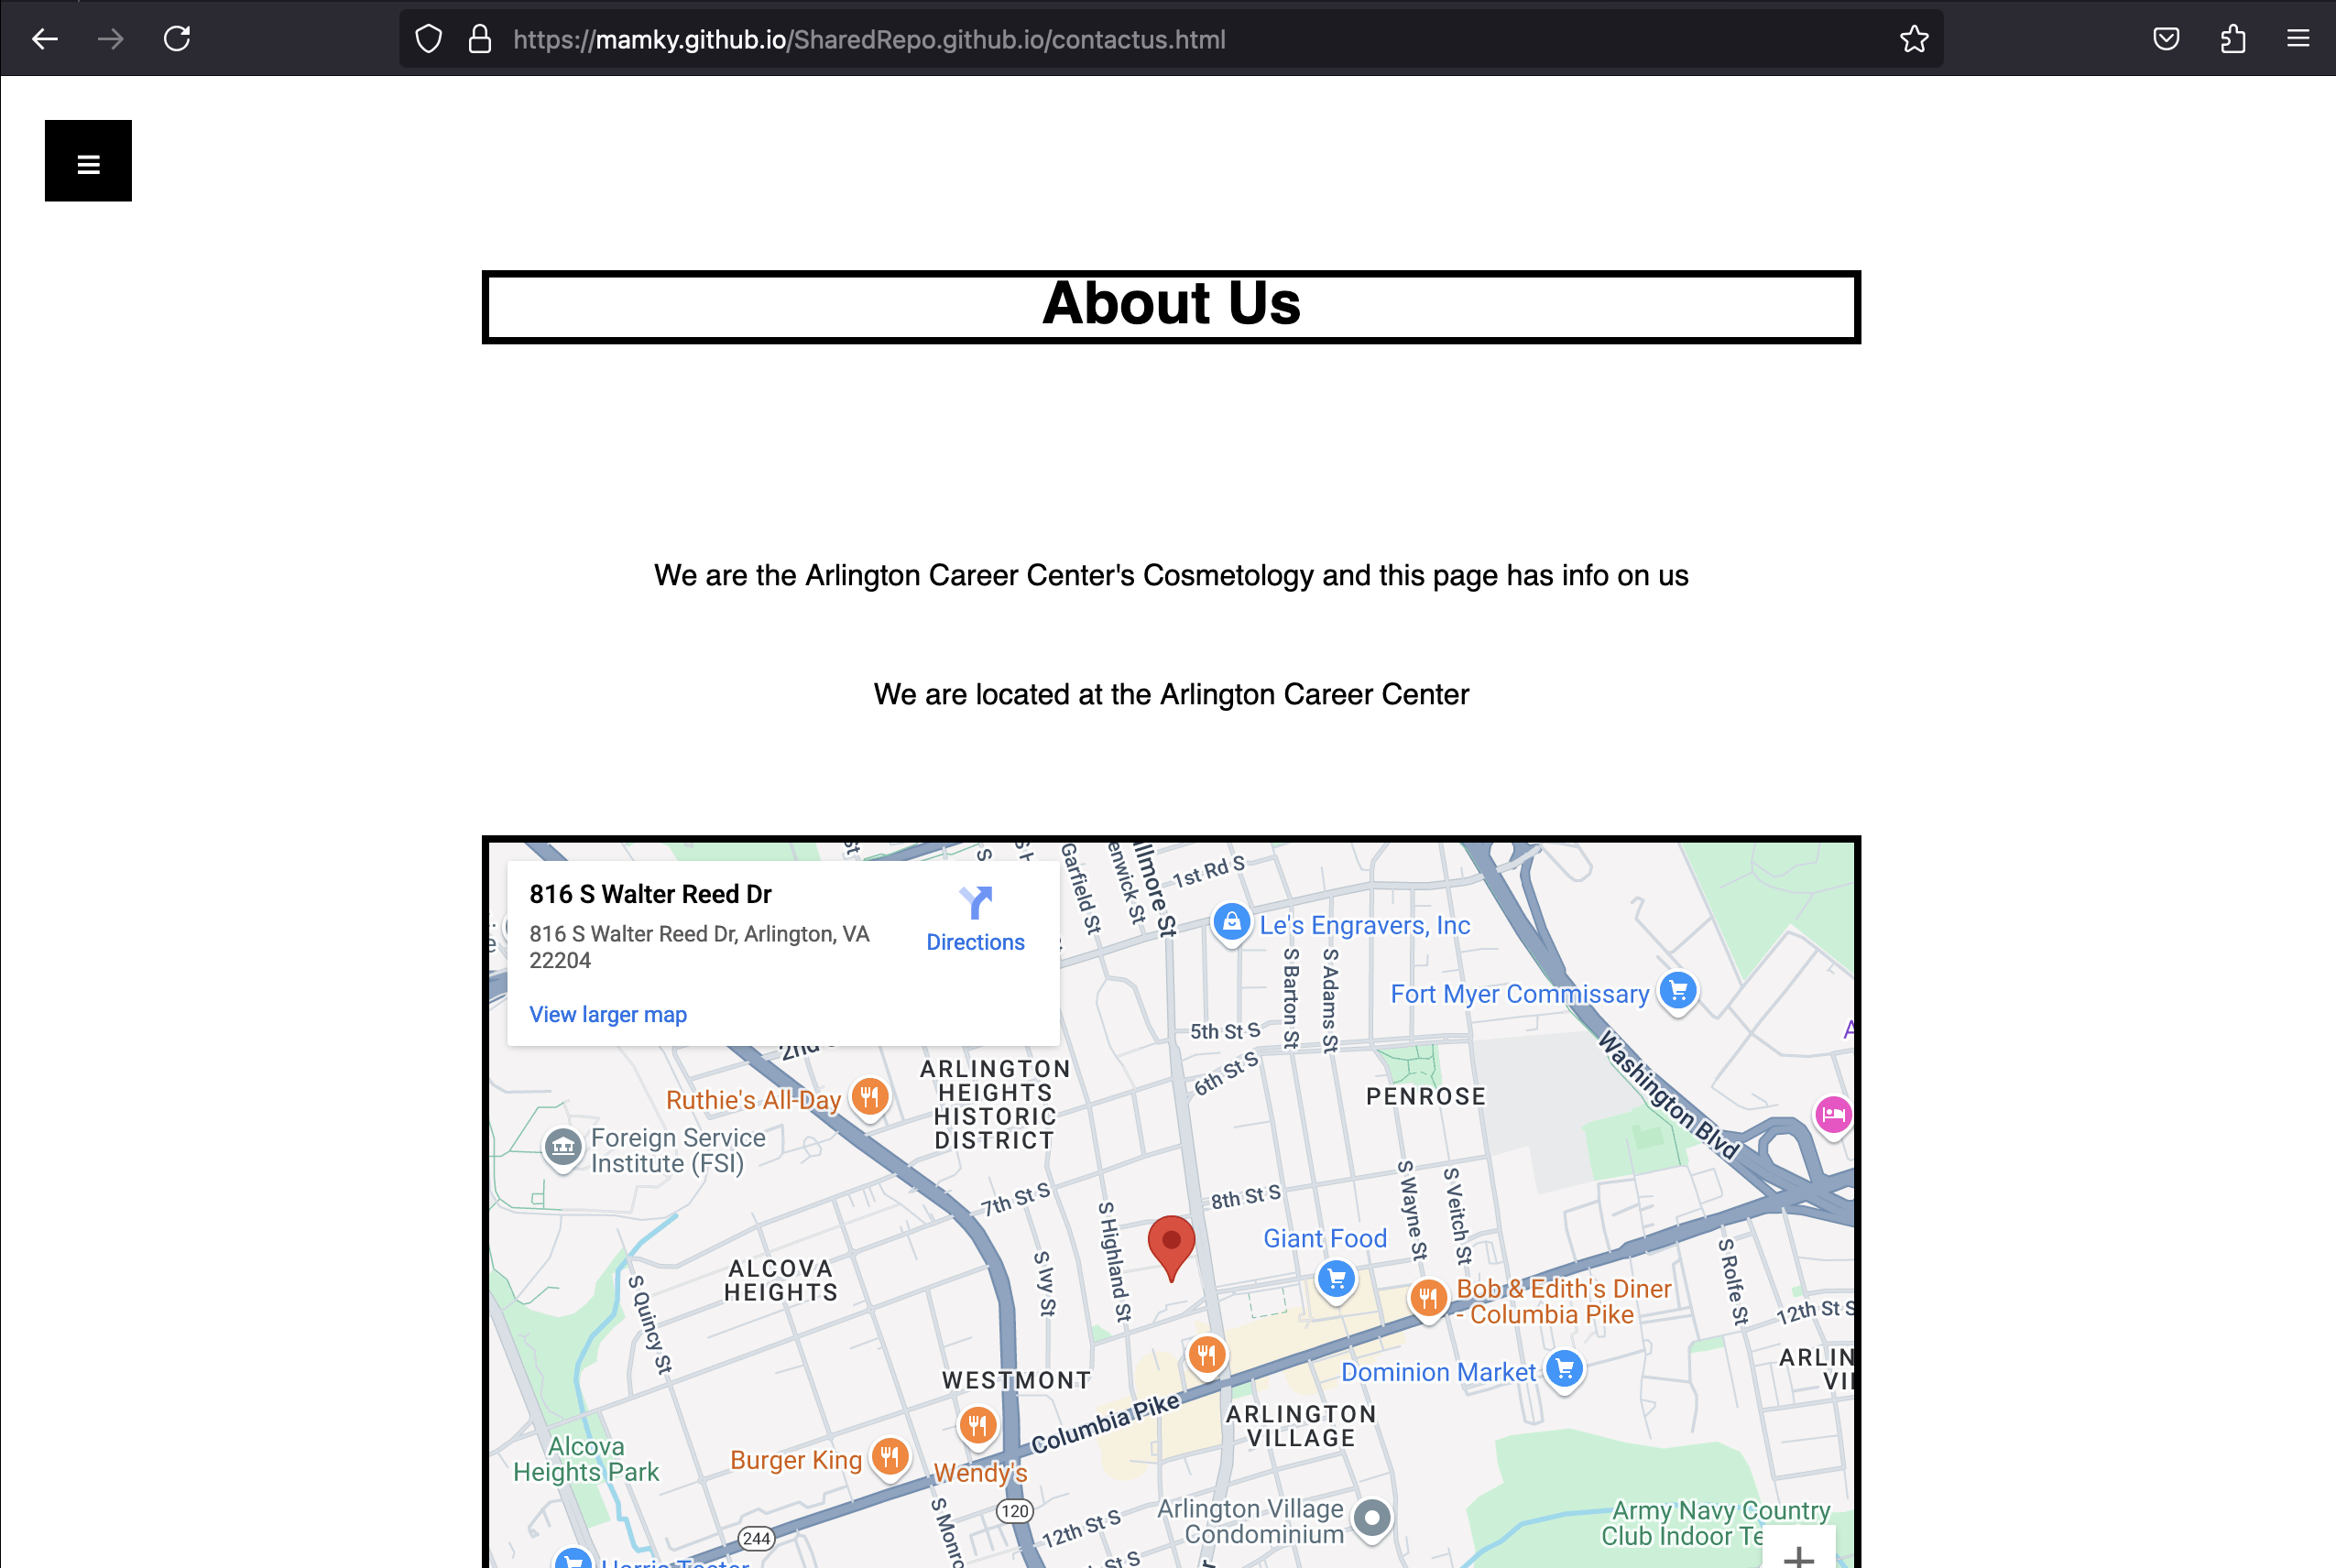 https://mamky.github.io/SharedRepo.github.io/contactus.html
About Us
We are the Arlington Career Center's Cosmetology and this page has info on us
We are located at the Arlington Career Center
816 S Walter Reed Dr
816 S Walter Reed Dr, Arlington, VA
22204
Directions
View larger map
Garfield St
1st Rd S
Le's Engravers, Inc
S Barton St
S Adams St
Fort Myer Commissary
5th St S
6th St S
Washington Blvd
ARLINGTON
HEIGHTS
HISTORIC
DISTRICT
PENROSE
Ruthie's All-Day
Foreign Service
Institute (FSI)
7th St S
8th St S
S Highland St
S Ivy St
S Wayne St
S Veitch St
S Rolfe St
Giant Food
ALCOVA
HEIGHTS
S Quincy St
Bob & Edith's Diner
- Columbia Pike
12th St S
Dominion Market
WESTMONT
Columbia Pike
ARLINGTON
VILLAGE
Alcova
Heights Park
Burger King
Wendy's
120
244
12th St S
Arlington Village
Condominium
Army Navy Country
Club Indoor Te